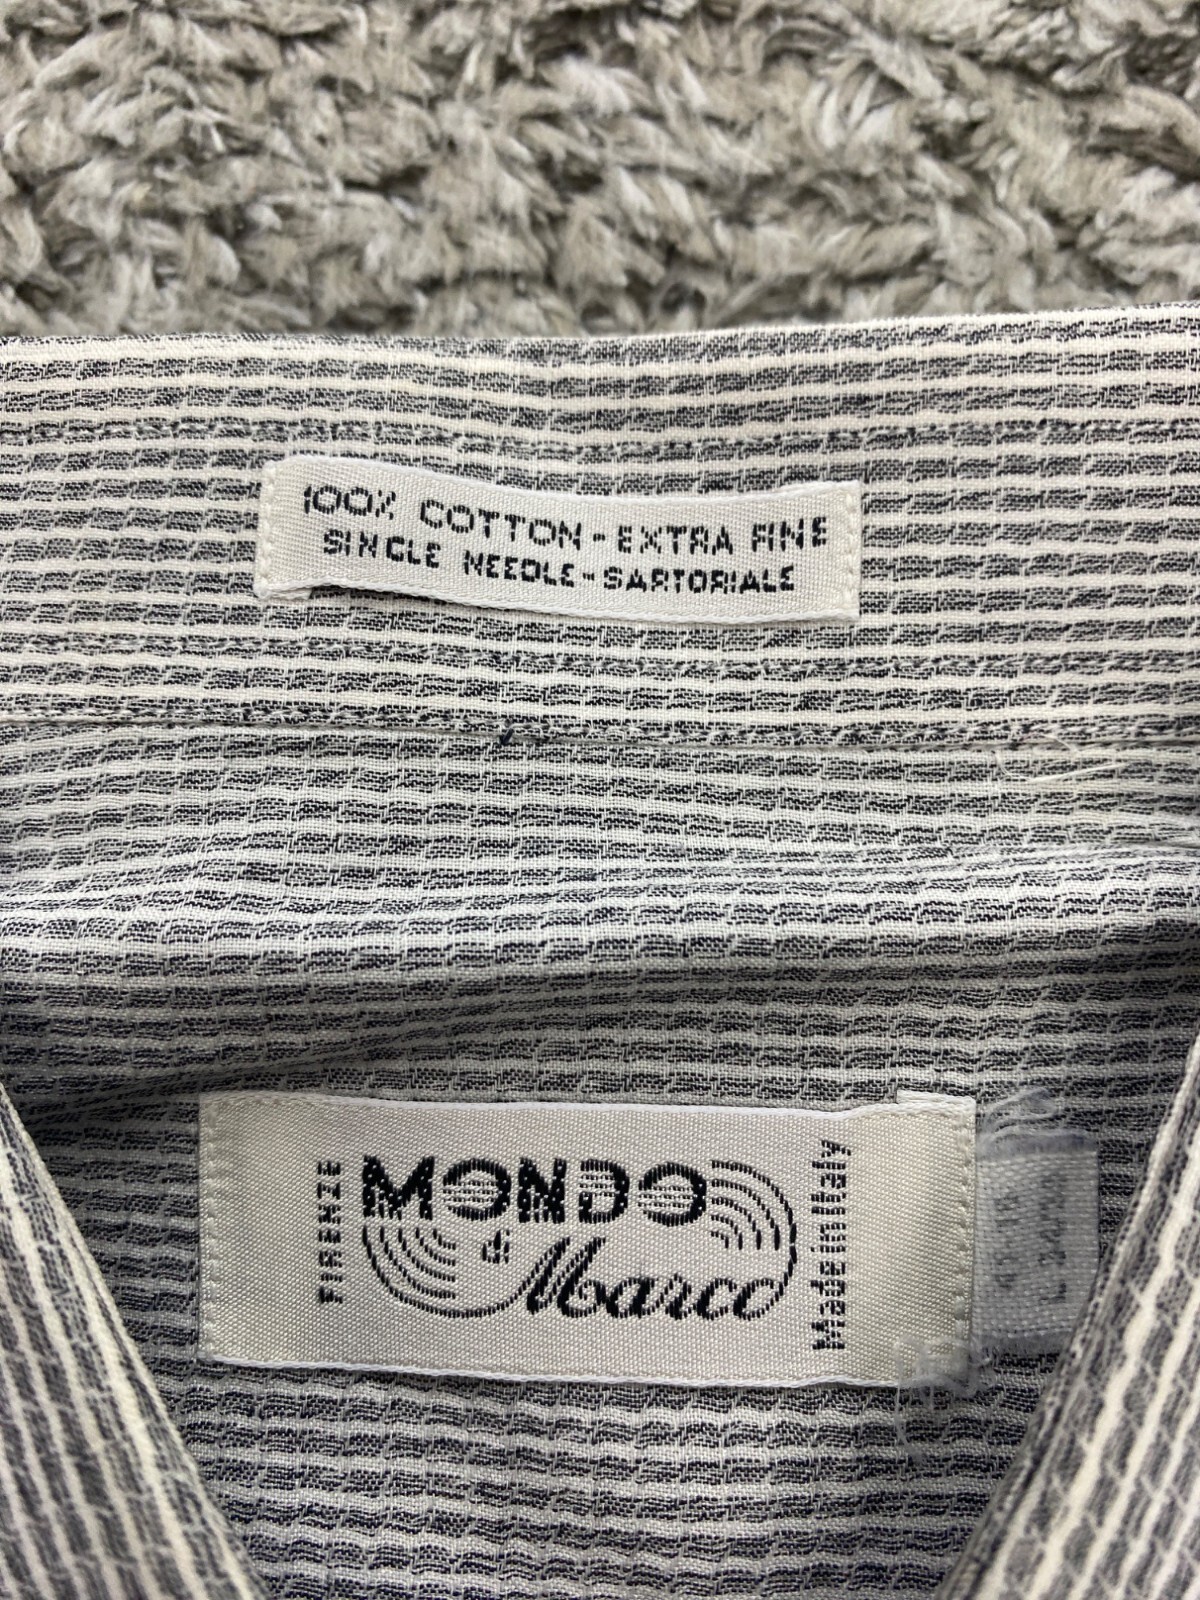 100% COTTON - EXTRA FINE
SINGLE NEEDLE - SARTORIALE
FIRENZE
MONDO
di Marco
Made in Italy